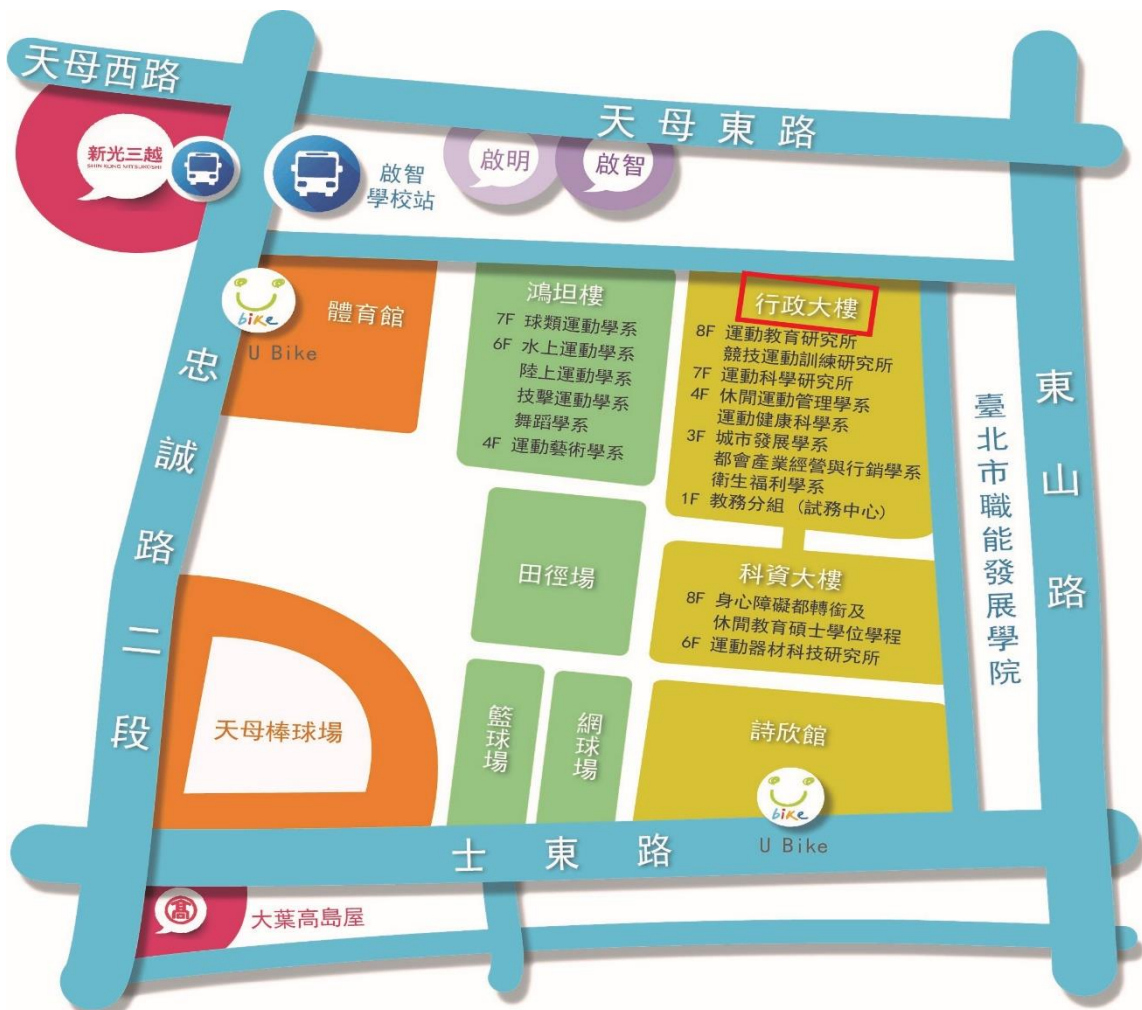 天母西路
天母東路
新光三越
SHIN KONG MITSUKOSHI
啟智
學校站
啟明
啟智
bike
U Bike
體育館
鴻坦樓
7F 球類運動學系
6F 水上運動學系
陸上運動學系
技擊運動學系
舞蹈學系
4F 運動藝術學系
行政大樓
8F 運動教育研究所
競技運動訓練研究所
7F 運動科學研究所
4F 休閒運動管理學系
運動健康科學系
3F 城市發展學系
都會產業經營與行銷學系
衛生福利學系
1F 教務分組 (試務中心)
忠誠路二段
東山路
臺北市職能發展學院
田徑場
科資大樓
8F 身心障礙都轉銜及
休閒教育碩士學位學程
6F 運動器材科技研究所
天母棒球場
籃球場
網球場
詩欣館
bike
U Bike
士東路
髙
大葉高島屋